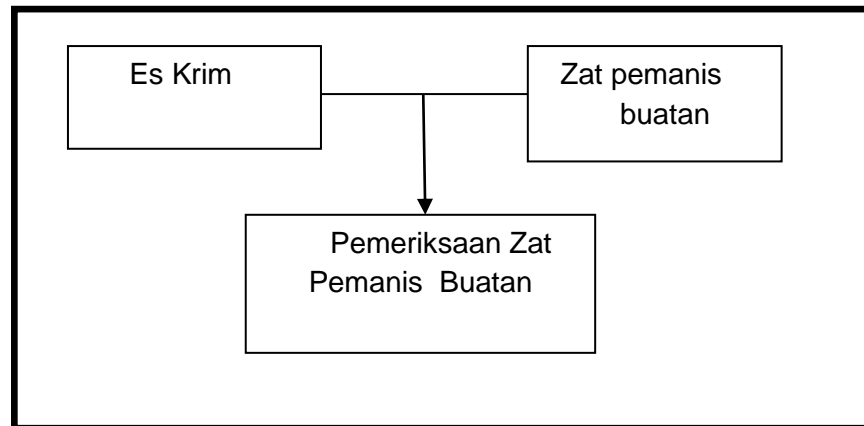 Es Krim
Zat pemanis
buatan
Pemeriksaan Zat
Pemanis Buatan